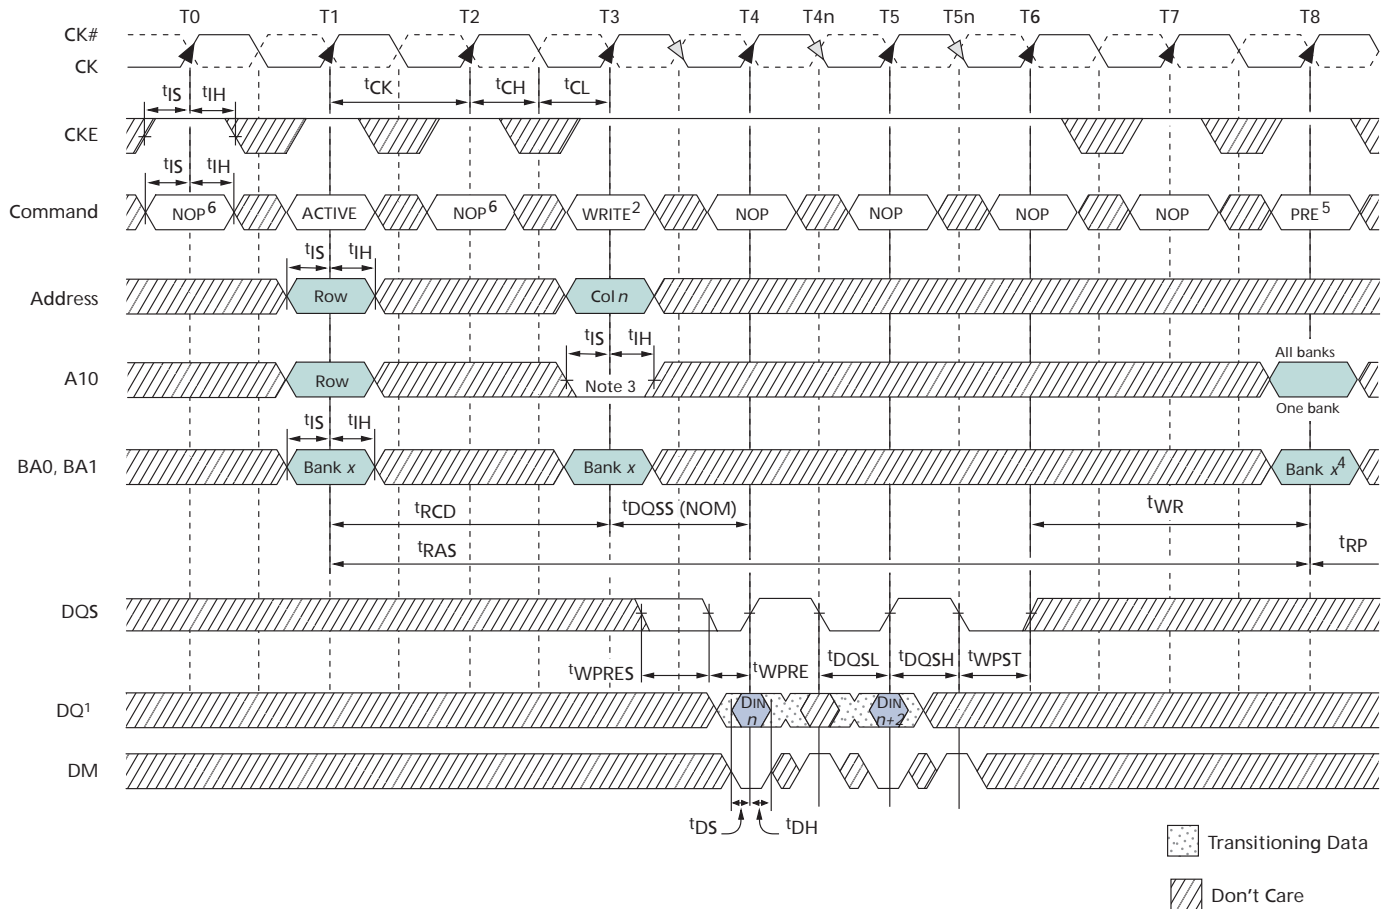 T0 T1 T2 T3 T4 T4n T5 T5n T6 T7 T8
CK#
CK
tIS tIH tCK tCH tCL
CKE
tIS tIH
Command NOP6 ACTIVE NOP6 WRITE2 NOP NOP NOP NOP PRE5
tIS tIH
Address Row Col n
tIS tIH
All banks
A10 Row Note 3
One bank
tIS tIH
BA0, BA1 Bank x Bank x Bank x4
tRCD tDQSS (NOM) tWR
tRAS tRP
DQS
tWPRES tWPRE tDQSL tDQSH tWPST
DQ1 DIN n DIN n+2
DM
tDS tDH
Transitioning Data
Don't Care